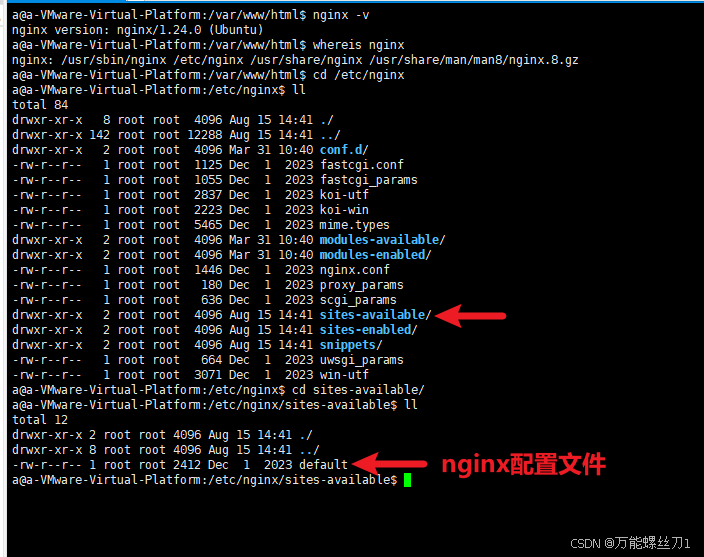 a@a-VMware-Virtual-Platform:/var/www/html$ nginx -v
nginx version: nginx/1.24.0 (Ubuntu)
a@a-VMware-Virtual-Platform:/var/www/html$ whereis nginx
nginx: /usr/sbin/nginx /etc/nginx /usr/share/nginx /usr/share/man/man8/nginx.8.gz
a@a-VMware-Virtual-Platform:/var/www/html$ cd /etc/nginx
a@a-VMware-Virtual-Platform:/etc/nginx$ ll
total 84
drwxr-xr-x   8 root root  4096 Aug 15 14:41 ./
drwxr-xr-x 142 root root 12288 Aug 15 14:41 ../
drwxr-xr-x   2 root root  4096 Mar 31 10:40 conf.d/
-rw-r--r--   1 root root  1125 Dec  1  2023 fastcgi.conf
-rw-r--r--   1 root root  1055 Dec  1  2023 fastcgi_params
-rw-r--r--   1 root root  2837 Dec  1  2023 koi-utf
-rw-r--r--   1 root root  2223 Dec  1  2023 koi-win
-rw-r--r--   1 root root  5465 Dec  1  2023 mime.types
drwxr-xr-x   2 root root  4096 Mar 31 10:40 modules-available/
drwxr-xr-x   2 root root  4096 Mar 31 10:40 modules-enabled/
-rw-r--r--   1 root root  1446 Dec  1  2023 nginx.conf
-rw-r--r--   1 root root   180 Dec  1  2023 proxy_params
-rw-r--r--   1 root root   636 Dec  1  2023 scgi_params
drwxr-xr-x   2 root root  4096 Aug 15 14:41 sites-available/
drwxr-xr-x   2 root root  4096 Aug 15 14:41 sites-enabled/
drwxr-xr-x   2 root root  4096 Aug 15 14:41 snippets/
-rw-r--r--   1 root root   664 Dec  1  2023 uwsgi_params
-rw-r--r--   1 root root  3071 Dec  1  2023 win-utf
a@a-VMware-Virtual-Platform:/etc/nginx$ cd sites-available/
a@a-VMware-Virtual-Platform:/etc/nginx/sites-available$ ll
total 12
drwxr-xr-x 2 root root 4096 Aug 15 14:41 ./
drwxr-xr-x 8 root root 4096 Aug 15 14:41 ../
-rw-r--r-- 1 root root 2412 Dec  1  2023 default nginx配置文件
a@a-VMware-Virtual-Platform:/etc/nginx/sites-available$
CSDN @万能螺丝刀1